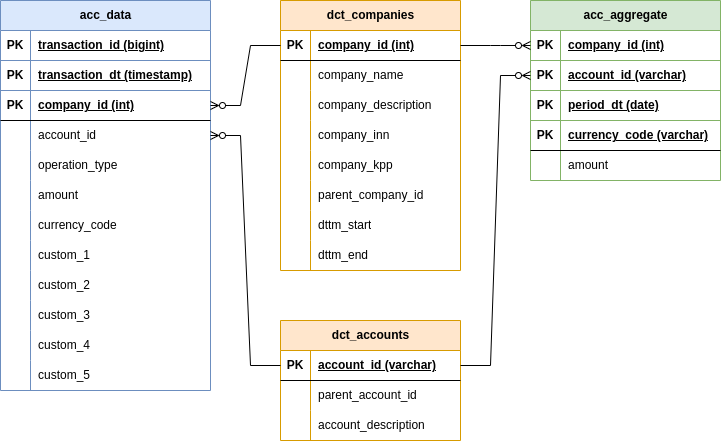 acc_data
PK transaction_id (bigint)
PK transaction_dt (timestamp)
PK company_id (int)
account_id
operation_type
amount
currency_code
custom_1
custom_2
custom_3
custom_4
custom_5
dct_companies
PK company_id (int)
company_name
company_description
company_inn
company_kpp
parent_company_id
dttm_start
dttm_end
dct_accounts
PK account_id (varchar)
parent_account_id
account_description
acc_aggregate
PK company_id (int)
PK account_id (varchar)
PK period_dt (date)
PK currency_code (varchar)
amount